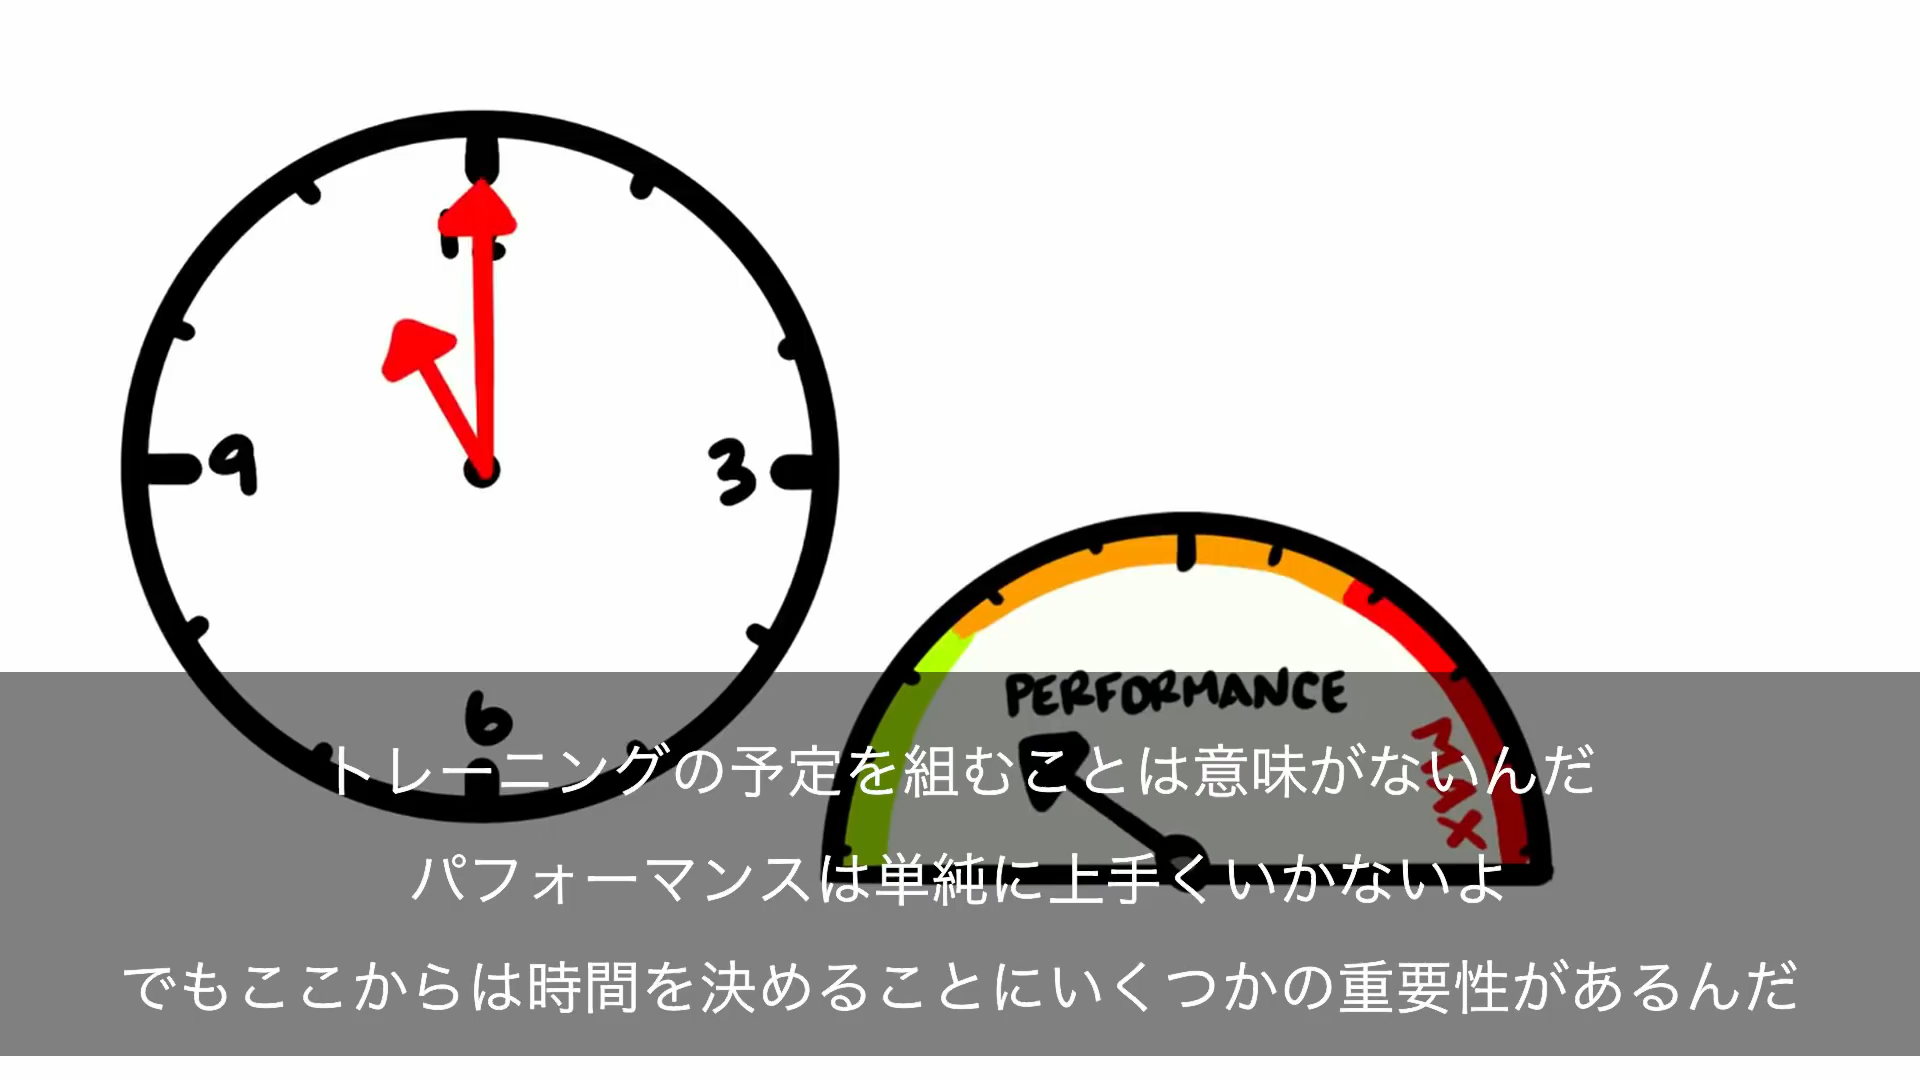 9
3
6
PERFORMANCE
MAX
トレーニングの予定を組むことは意味がないんだ
パフォーマンスは単純に上手くいかないよ
でもここからは時間を決めることにいくつかの重要性があるんだ